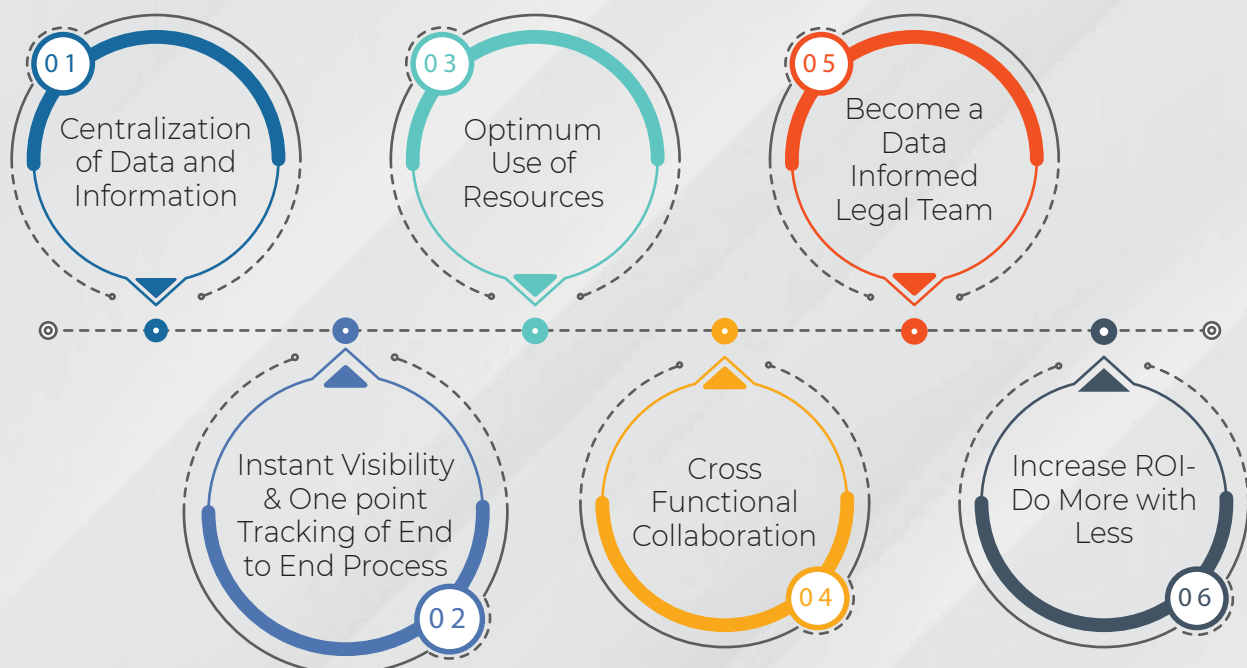 01
Centralization
of Data and
Information
02
Instant Visibility
& One point
Tracking of End
to End Process
03
Optimum
Use of
Resources
04
Cross
Functional
Collaboration
05
Become a
Data
Informed
Legal Team
06
Increase ROI-
Do More with
Less